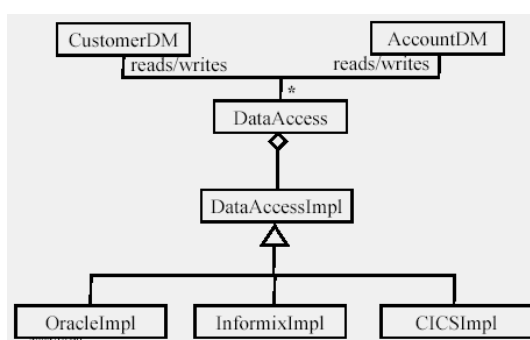 CustomerDM
AccountDM
reads/writes
reads/writes
*
DataAccess
DataAccessImpl
OracleImpl
InformixImpl
CICSImpl